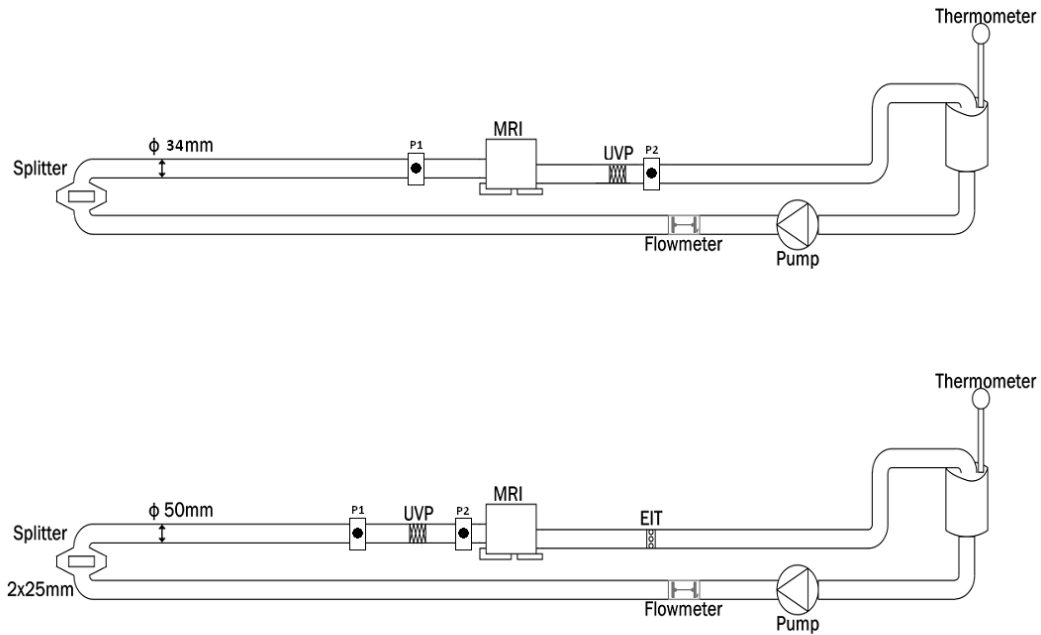 Thermometer
MRI
ϕ 34mm
P1
UVP
P2
Splitter
Flowmeter
Pump
Thermometer
MRI
ϕ 50mm
P1
UVP
P2
EIT
Splitter
2x25mm
Flowmeter
Pump